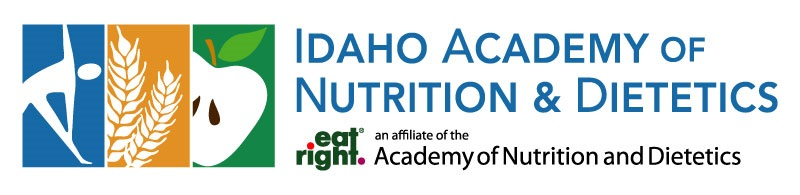 IDAHO ACADEMY OF
NUTRITION & DIETETICS
eat®
right.
an affiliate of the
Academy of Nutrition and Dietetics